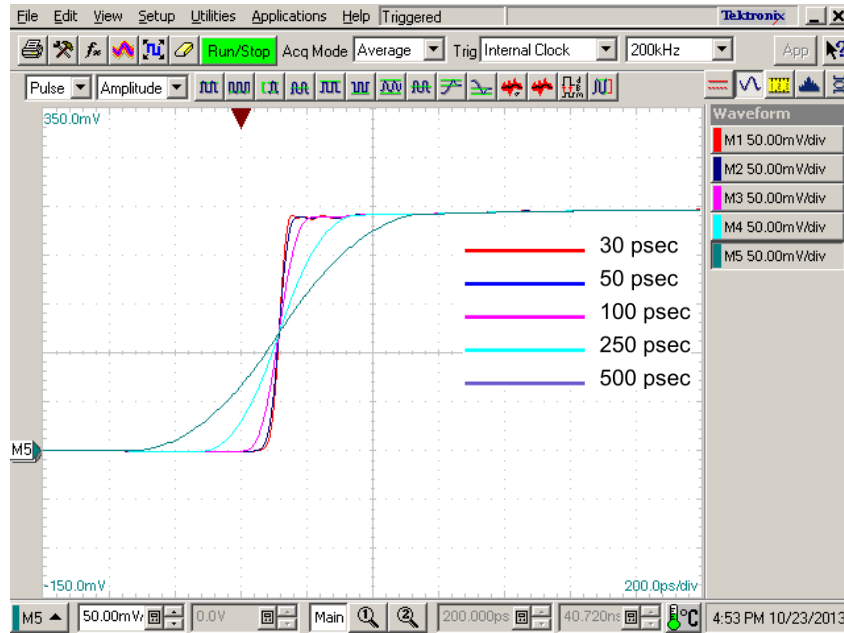 File Edit View Setup Utilities Applications Help Triggered Tektronix
Run/Stop Acq Mode Average Trig Internal Clock 200kHz App
Pulse Amplitude
350.0mV
Waveform
M1 50.00mV/div
M2 50.00mV/div
M3 50.00mV/div
M4 50.00mV/div
M5 50.00mV/div
30 psec
50 psec
100 psec
250 psec
500 psec
M5
-150.0mV 200.0ps/div
M5 50.00mV/ 0.0V Main 200.000ps 40.720ns °C 4:53 PM 10/23/2013